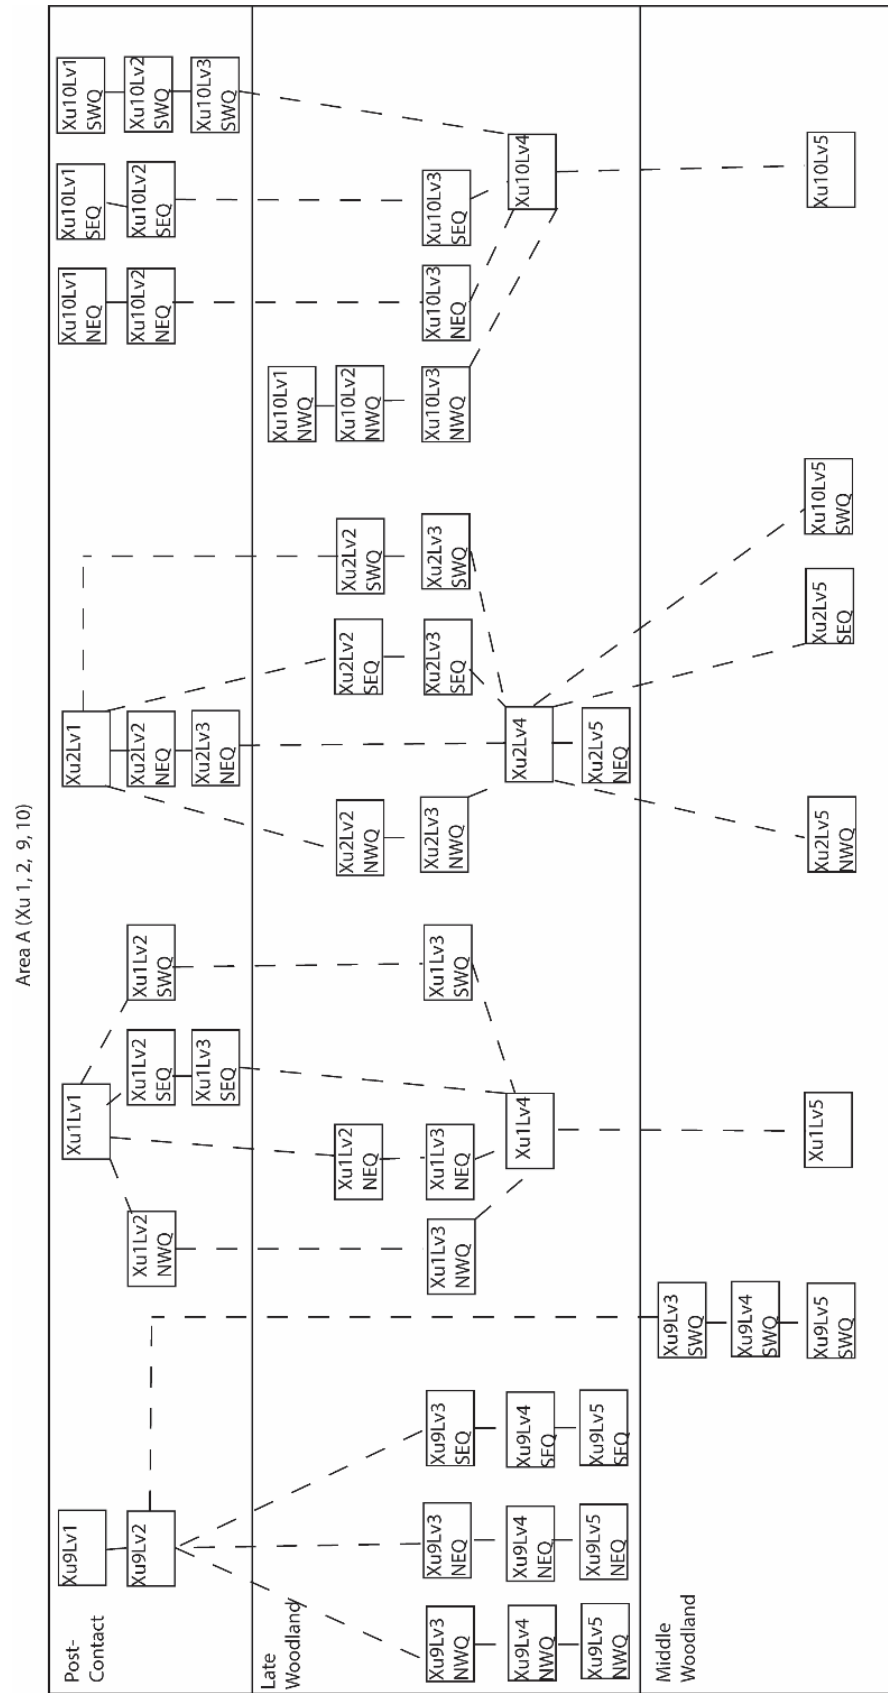 Area A (Xu 1, 2, 9, 10)
Post-
Contact
Xu9Lv1
Xu1Lv1
Xu2Lv1
Xu10Lv1
NEQ
Xu10Lv1
SEQ
Xu10Lv1
SWQ
Xu9Lv2
Xu1Lv2
NWQ
Xu1Lv2
SEQ
Xu1Lv2
SWQ
Xu2Lv2
NEQ
Xu10Lv2
NEQ
Xu10Lv2
SEQ
Xu10Lv2
SWQ
Xu1Lv3
SEQ
Xu2Lv3
NEQ
Xu10Lv3
SWQ
Late
Woodland
Xu10Lv1
NWQ
Xu1Lv2
NEQ
Xu2Lv2
NWQ
Xu2Lv2
SEQ
Xu2Lv2
SWQ
Xu10Lv2
NWQ
Xu9Lv3
NWQ
Xu9Lv3
NEQ
Xu9Lv3
SEQ
Xu1Lv3
NWQ
Xu1Lv3
NEQ
Xu1Lv3
SWQ
Xu2Lv3
NWQ
Xu2Lv3
SEQ
Xu2Lv3
SWQ
Xu10Lv3
NWQ
Xu10Lv3
NEQ
Xu10Lv3
SEQ
Xu9Lv4
NWQ
Xu9Lv4
NEQ
Xu9Lv4
SEQ
Xu1Lv4
Xu2Lv4
Xu10Lv4
Xu9Lv5
NWQ
Xu9Lv5
NEQ
Xu9Lv5
SEQ
Xu2Lv5
NEQ
Middle
Woodland
Xu9Lv3
SWQ
Xu9Lv4
SWQ
Xu9Lv5
SWQ
Xu1Lv5
Xu2Lv5
NWQ
Xu2Lv5
SEQ
Xu10Lv5
SWQ
Xu10Lv5